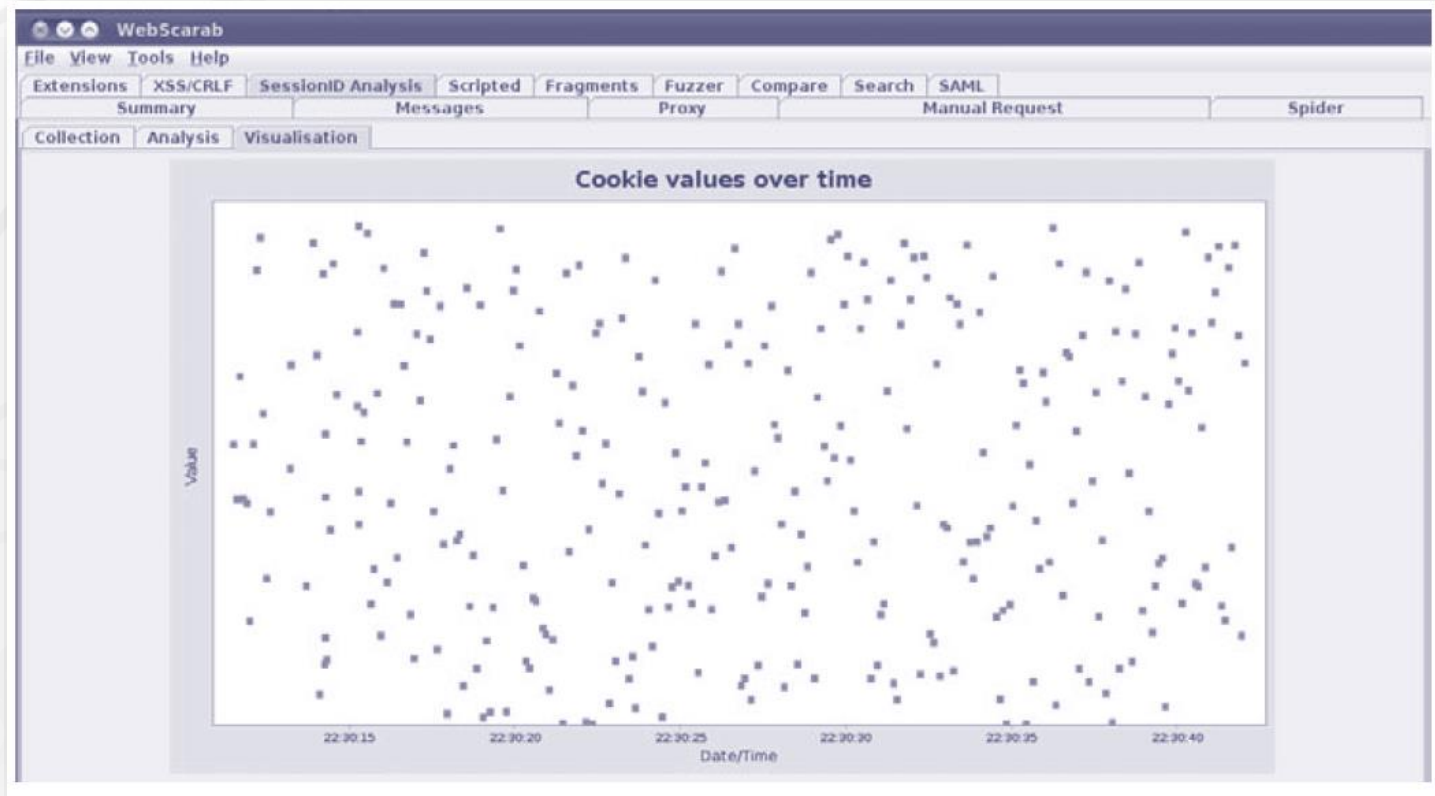 WebScarab
File View Tools Help
Extensions XSS/CRLF SessionID Analysis Scripted Fragments Fuzzer Compare Search SAML
Summary Messages Proxy Manual Request Spider
Collection Analysis Visualisation
Cookie values over time
Value
22:30:15 22:30:20 22:30:25 22:30:30 22:30:35 22:30:40
Date/Time